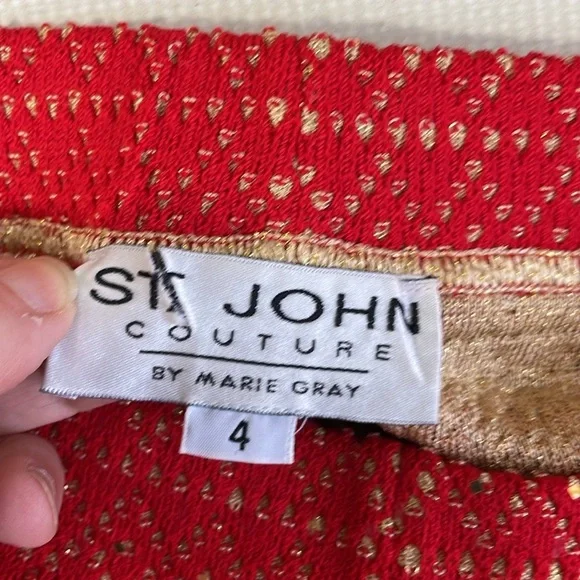 ST. JOHN
COUTURE
BY MARIE GRAY
4